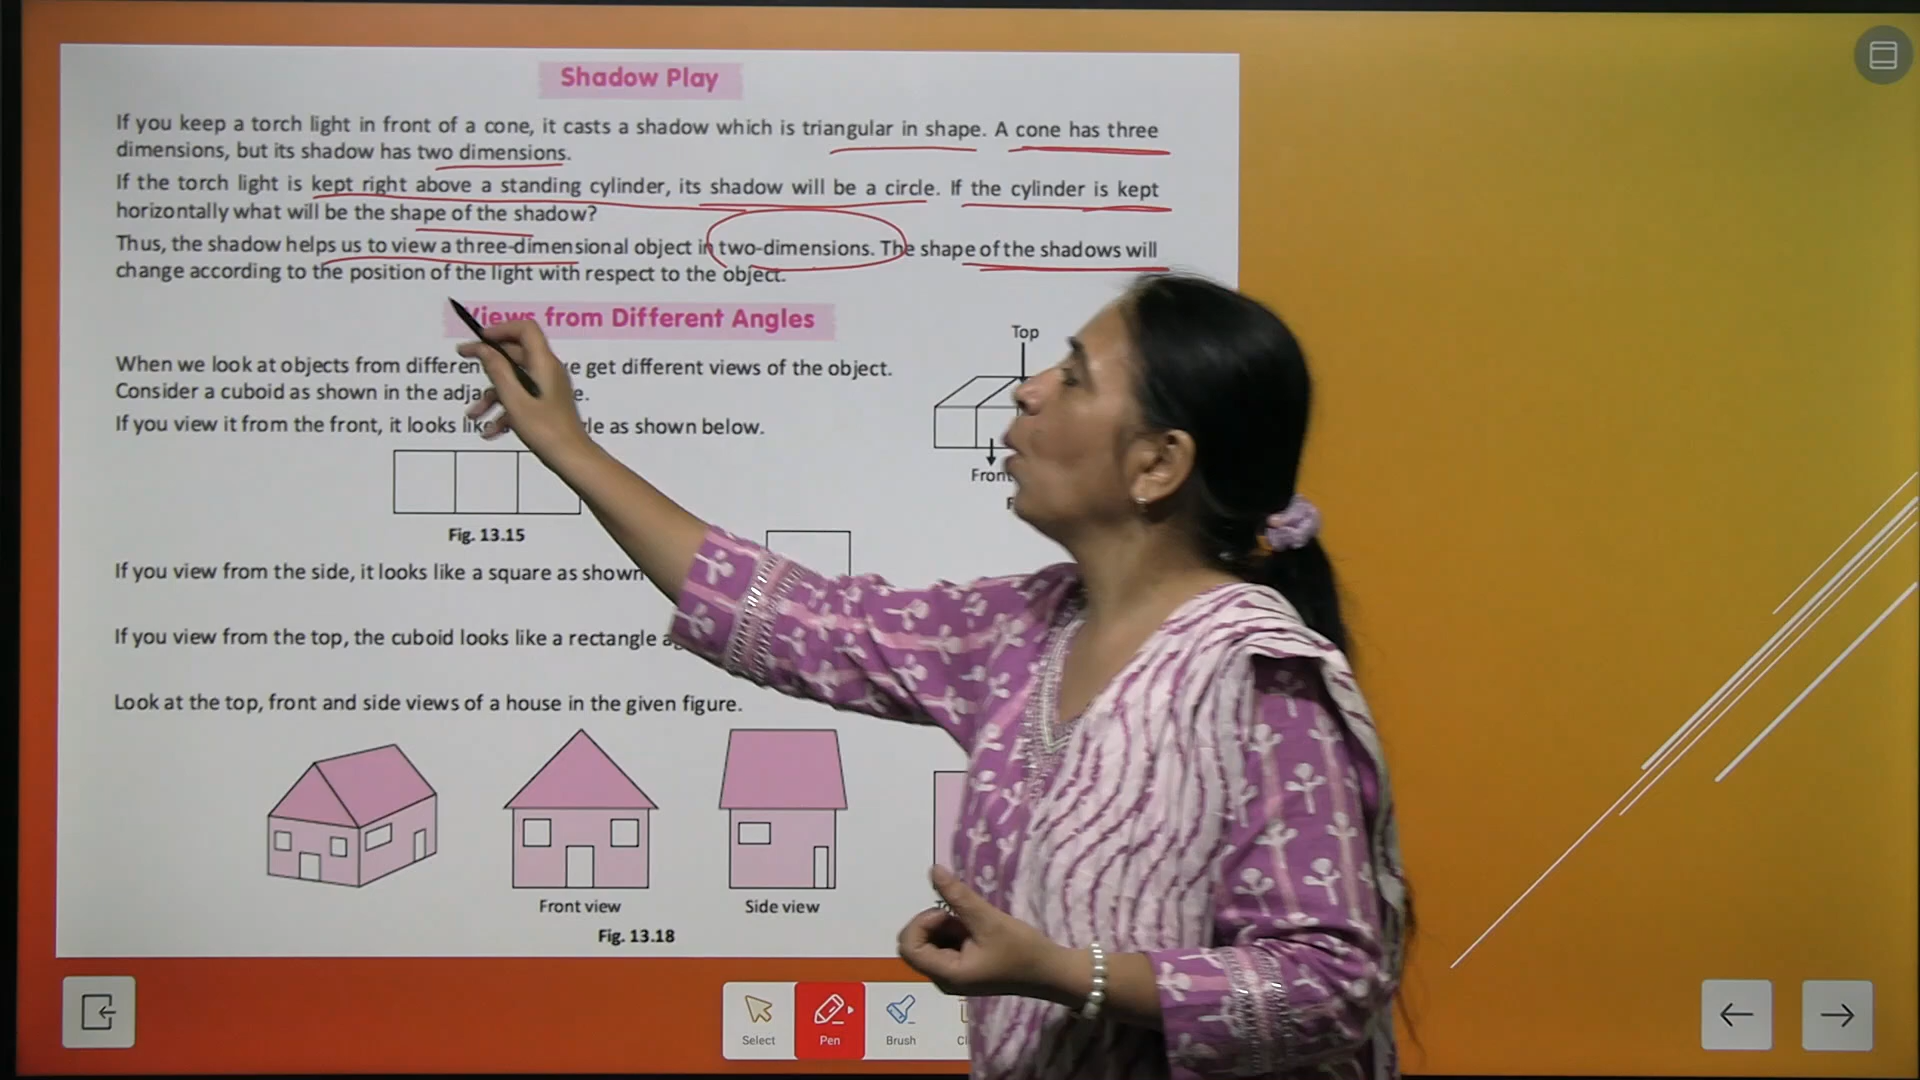 Shadow Play
If you keep a torch light in front of a cone, it casts a shadow which is triangular in shape. A cone has three
dimensions, but its shadow has two dimensions.
If the torch light is kept right above a standing cylinder, its shadow will be a circle. If the cylinder is kept
horizontally what will be the shape of the shadow?
Thus, the shadow helps us to view a three-dimensional object in two-dimensions. The shape of the shadows will
change according to the position of the light with respect to the object.
Views from Different Angles
Top
When we look at objects from get different views of the object.
Consider a cuboid as shown in the
If you view it from the front, it looks as shown below.
Fig. 13.15
If you view from the side, it looks like a square as shown
If you view from the top, the cuboid looks like a rectangle
Look at the top, front and side views of a house in the given figure.
Front view
Side view
Fig. 13.18
Select
Pen
Brush